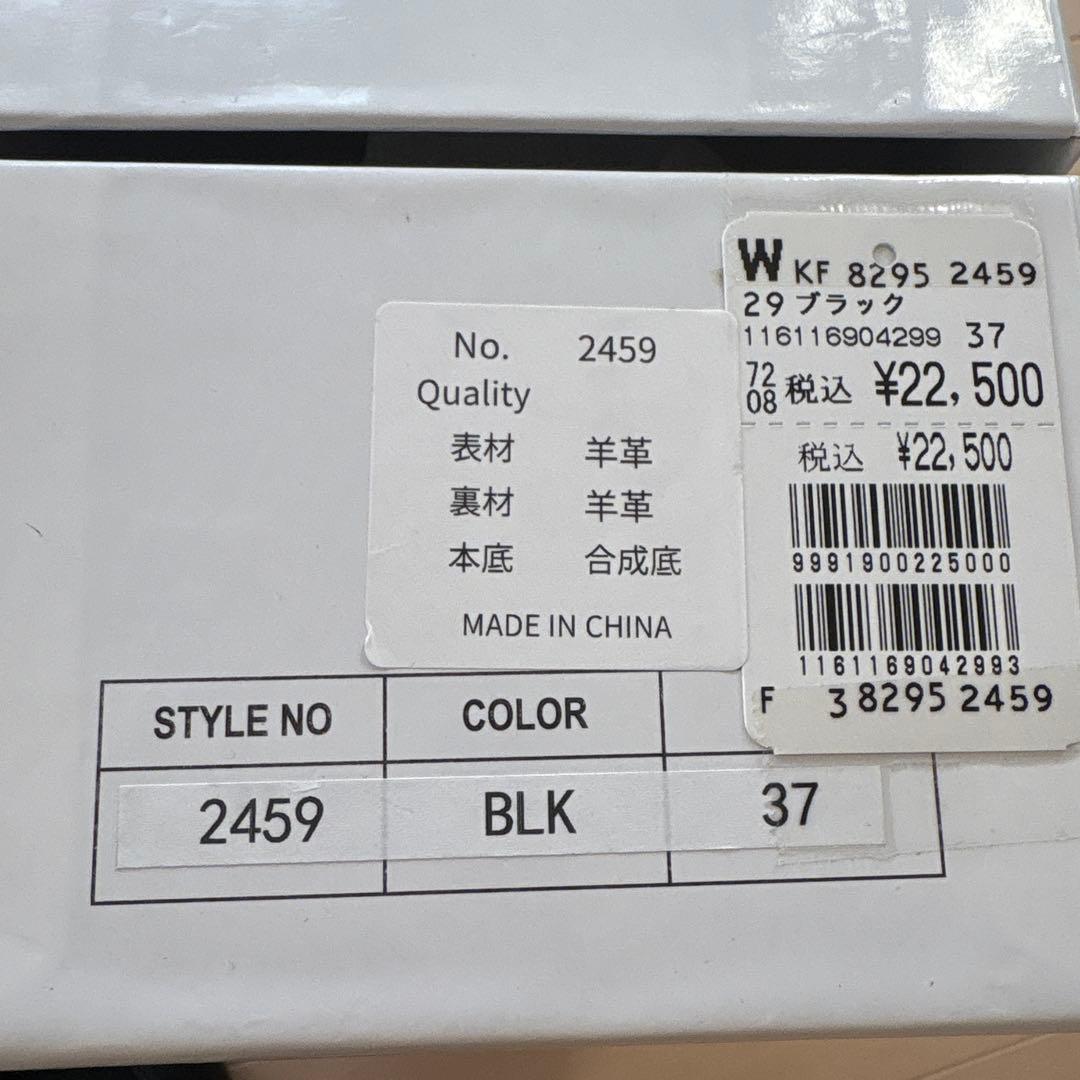 W KF 8295 2459
29 ブラック
116116904299 37
72
08 税込 ¥22,500
税込 ¥22,500
9991900225000
1161169042993
F 3 8295 2459
No. 2459
Quality
表材 羊革
裏材 羊革
本底 合成底
MADE IN CHINA
STYLE NO COLOR
2459 BLK 37